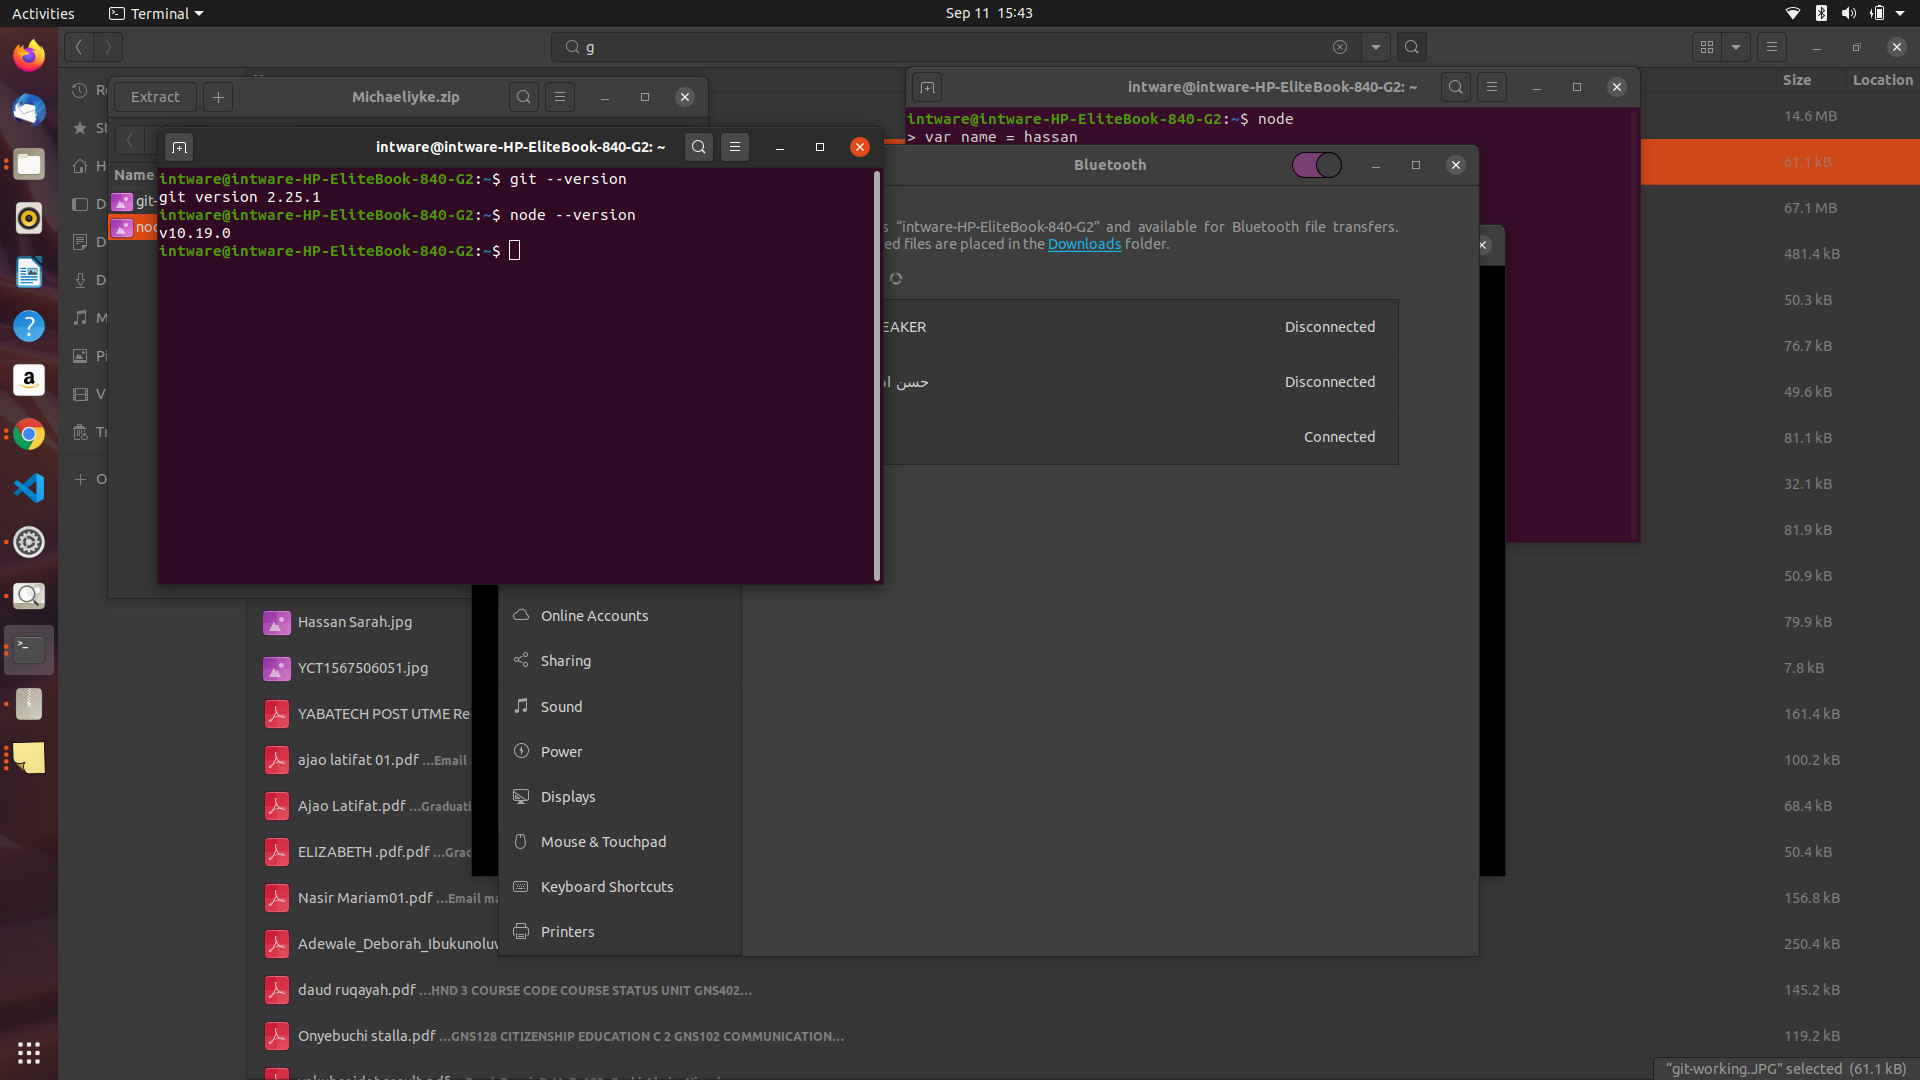 Activities
Terminal
Sep 11 15:43
g
Size
Location
Extract
Michaeliyke.zip
Name
intware@intware-HP-EliteBook-840-G2: ~
intware@intware-HP-EliteBook-840-G2:~$ git --version
git version 2.25.1
intware@intware-HP-EliteBook-840-G2:~$ node --version
v10.19.0
intware@intware-HP-EliteBook-840-G2:~$
intware@intware-HP-EliteBook-840-G2: ~
intware@intware-HP-EliteBook-840-G2:~$ node
> var name = hassan
Bluetooth
“intware-HP-EliteBook-840-G2” and available for Bluetooth file transfers.
ed files are placed in the Downloads folder.
EAKER
Disconnected
حسن
Disconnected
Connected
Online Accounts
Sharing
Sound
Power
Displays
Mouse & Touchpad
Keyboard Shortcuts
Printers
Hassan Sarah.jpg
YCT1567506051.jpg
YABATECH POST UTME Re
ajao latifat 01.pdf ...Email
Ajao Latifat.pdf ...Graduati
ELIZABETH .pdf.pdf ...Grad
Nasir Mariam01.pdf ...Email ma
Adewale_Deborah_Ibukunoluw
daud ruqayah.pdf ...HND 3 COURSE CODE COURSE STATUS UNIT GNS402...
Onyebuchi stalla.pdf ...GNS128 CITIZENSHIP EDUCATION C 2 GNS102 COMMUNICATION...
14.6 MB
61.1 kB
67.1 MB
481.4 kB
50.3 kB
76.7 kB
49.6 kB
81.1 kB
32.1 kB
81.9 kB
50.9 kB
79.9 kB
7.8 kB
161.4 kB
100.2 kB
68.4 kB
50.4 kB
156.8 kB
250.4 kB
145.2 kB
119.2 kB
“git-working.JPG” selected (61.1 kB)